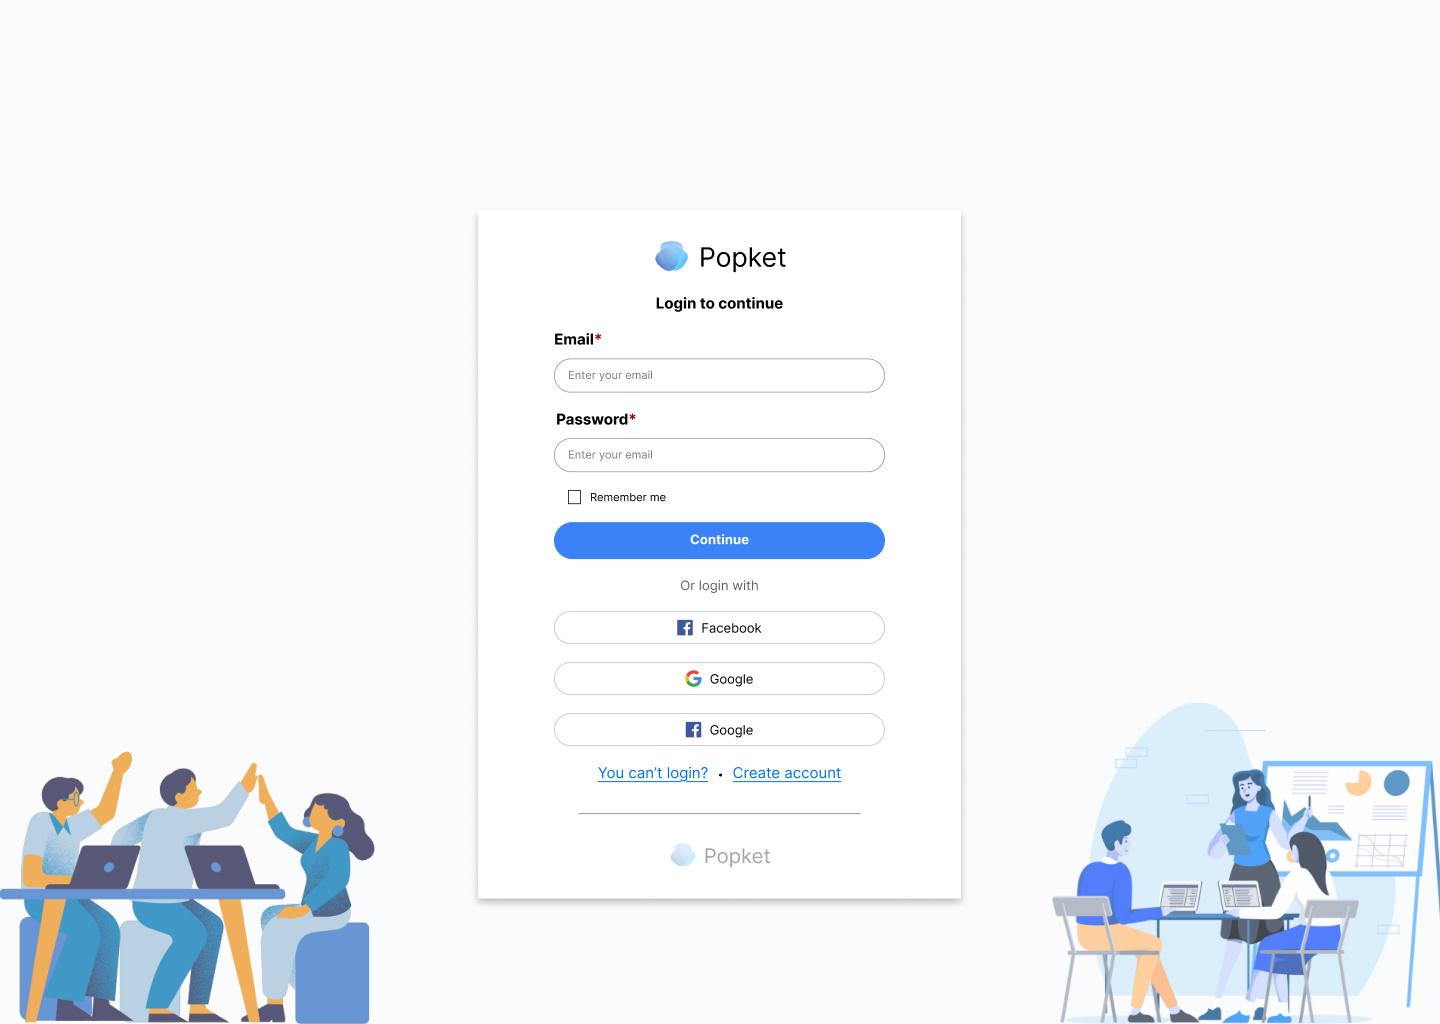 Popket
Login to continue
Email*
Enter your email
Password*
Enter your email
Remember me
Continue
Or login with
Facebook
Google
Google
You can’t login? • Create account
Popket